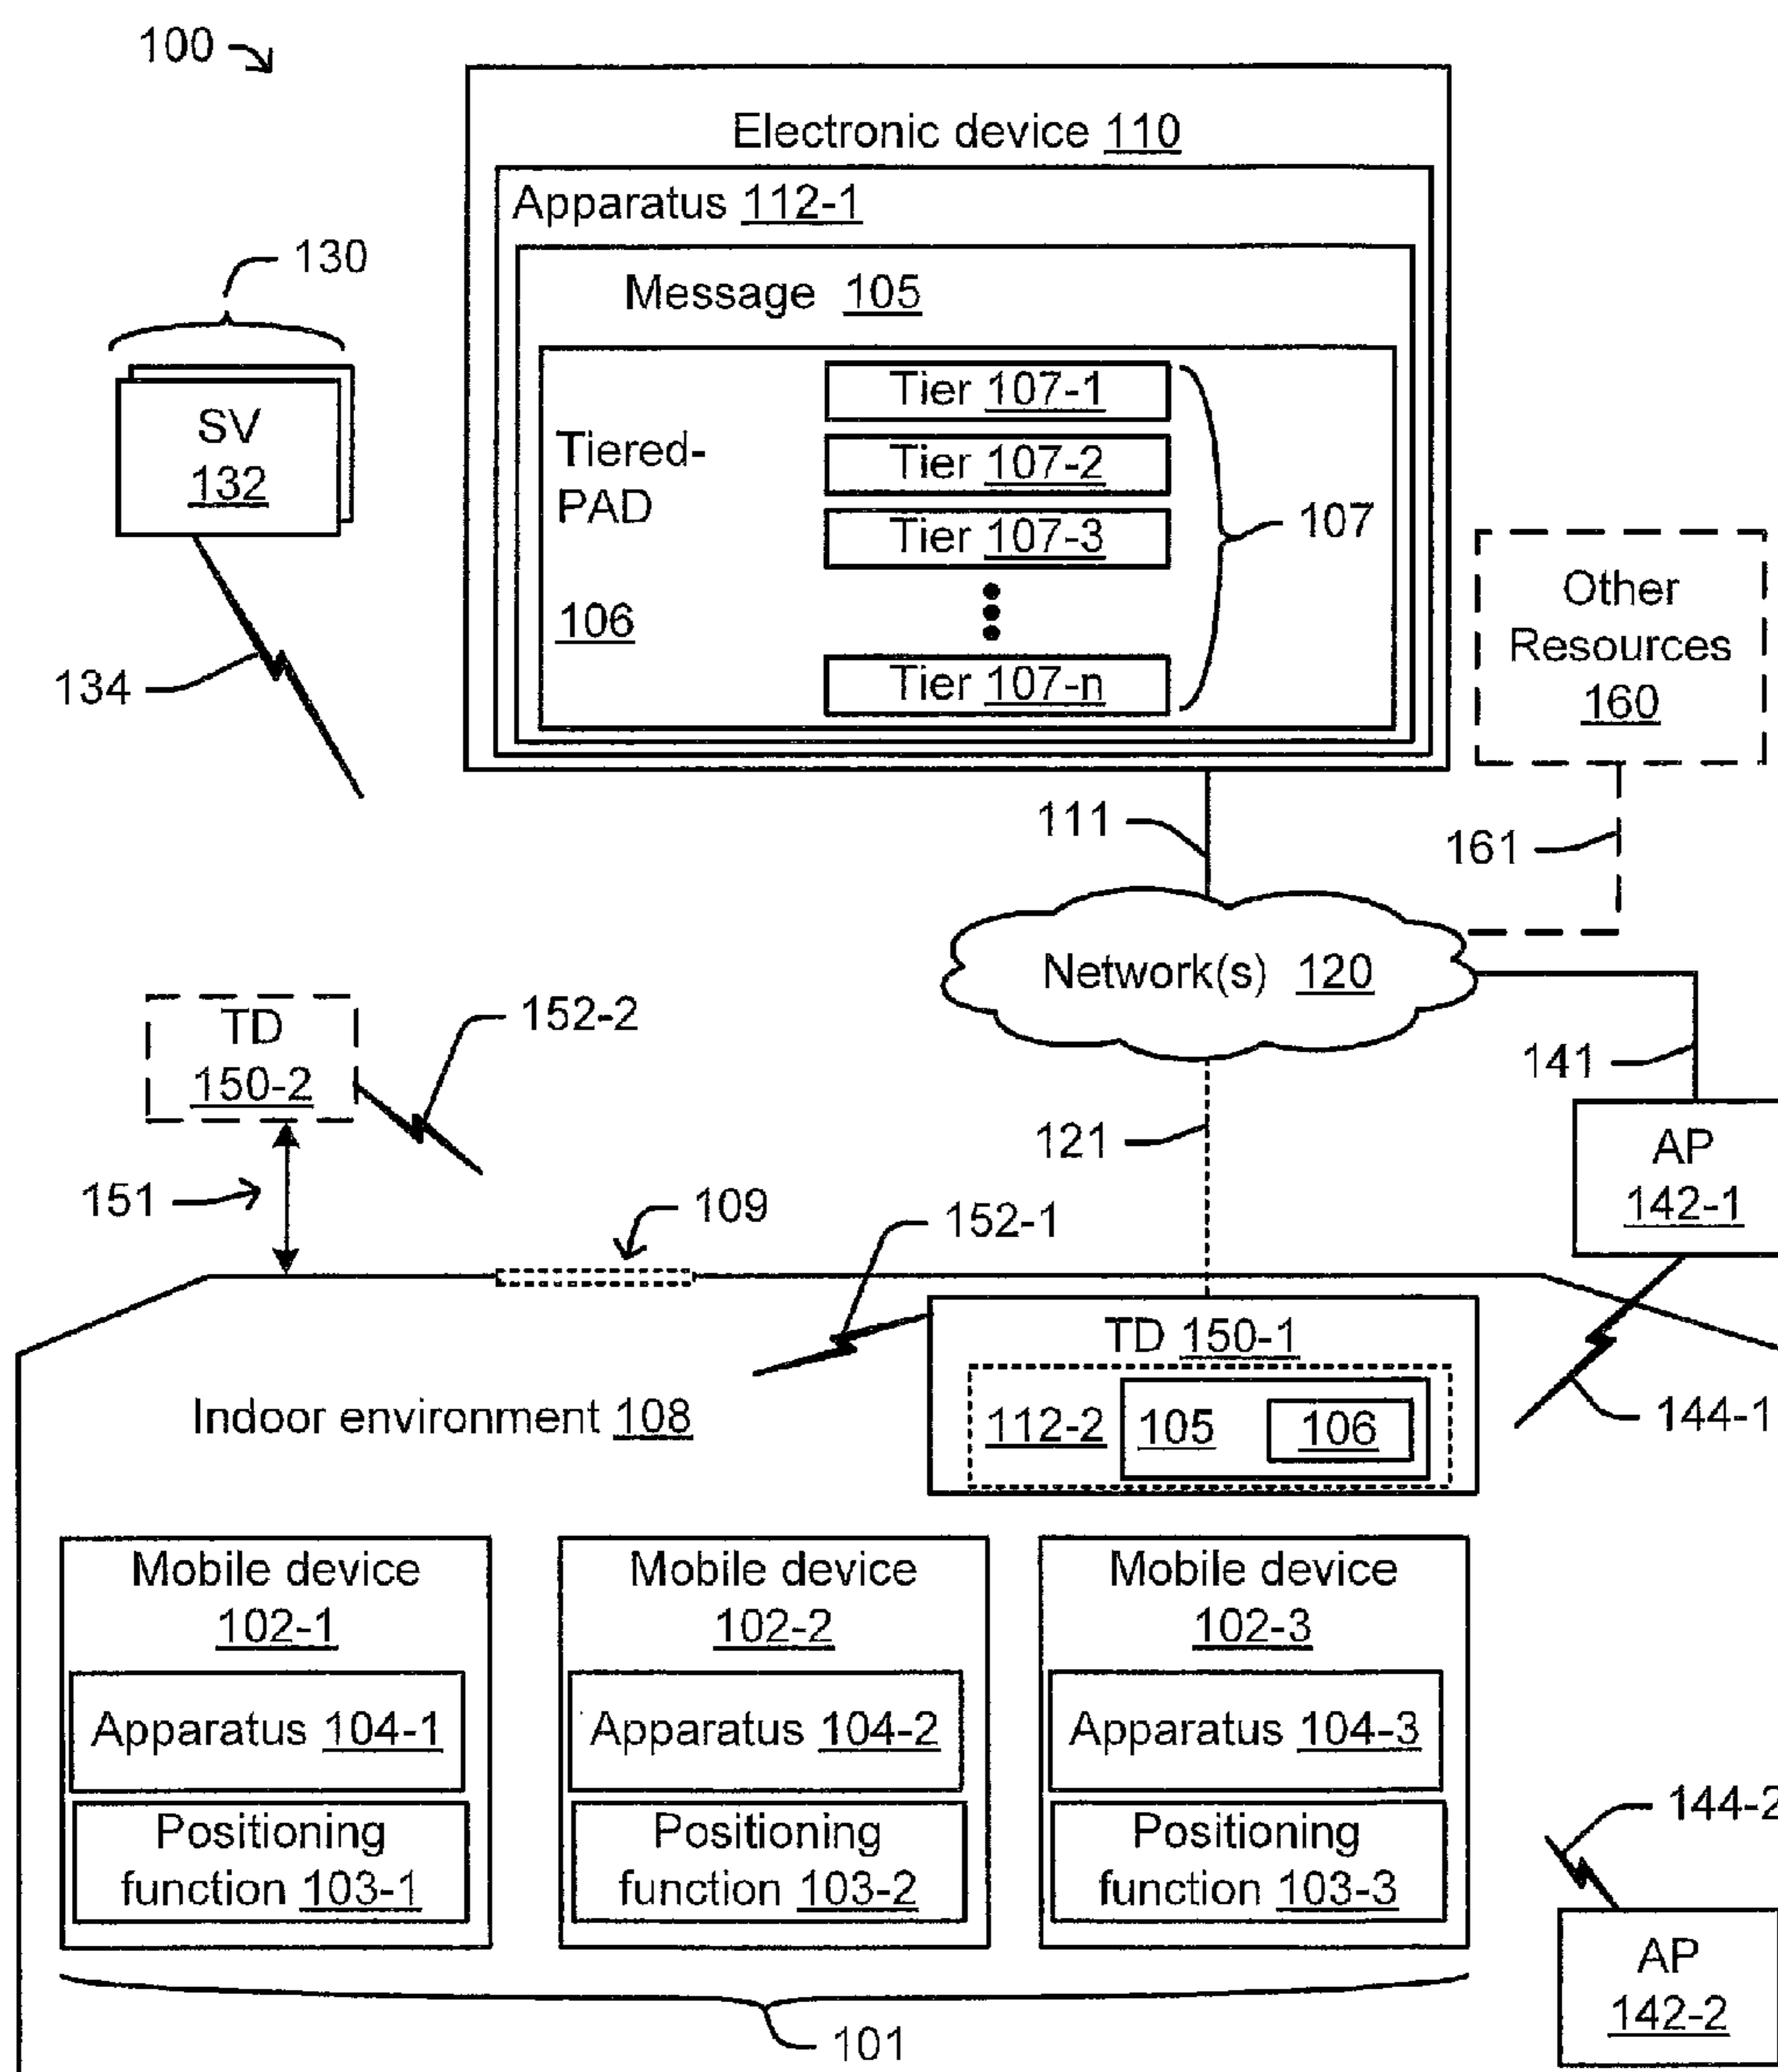 100
Electronic device 110
Apparatus 112-1
130
Message 105
Tier 107-1
SV
132
Tiered-
PAD
Tier 107-2
107
Tier 107-3
Other
Resources
160
106
134
Tier 107-n
111
161
Network(s) 120
TD
150-2
152-2
141
121
AP
142-1
151
109
152-1
TD 150-1
Indoor environment 108
112-2
105
106
144-1
Mobile device
102-1
Mobile device
102-2
Mobile device
102-3
Apparatus 104-1
Apparatus 104-2
Apparatus 104-3
144-2
Positioning
function 103-1
Positioning
function 103-2
Positioning
function 103-3
AP
142-2
101